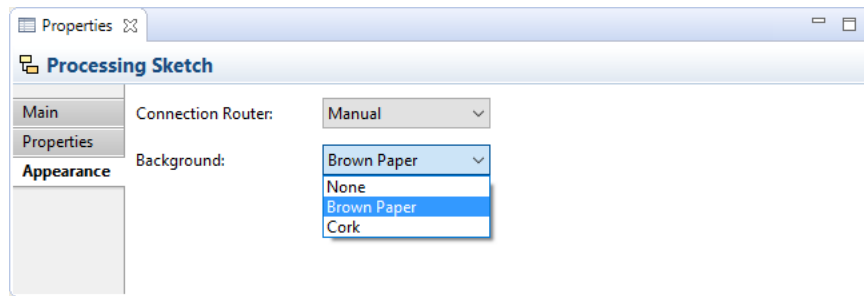 Properties
Processing Sketch
Main
Connection Router: Manual
Properties
Background: Brown Paper
Appearance
None
Brown Paper
Cork